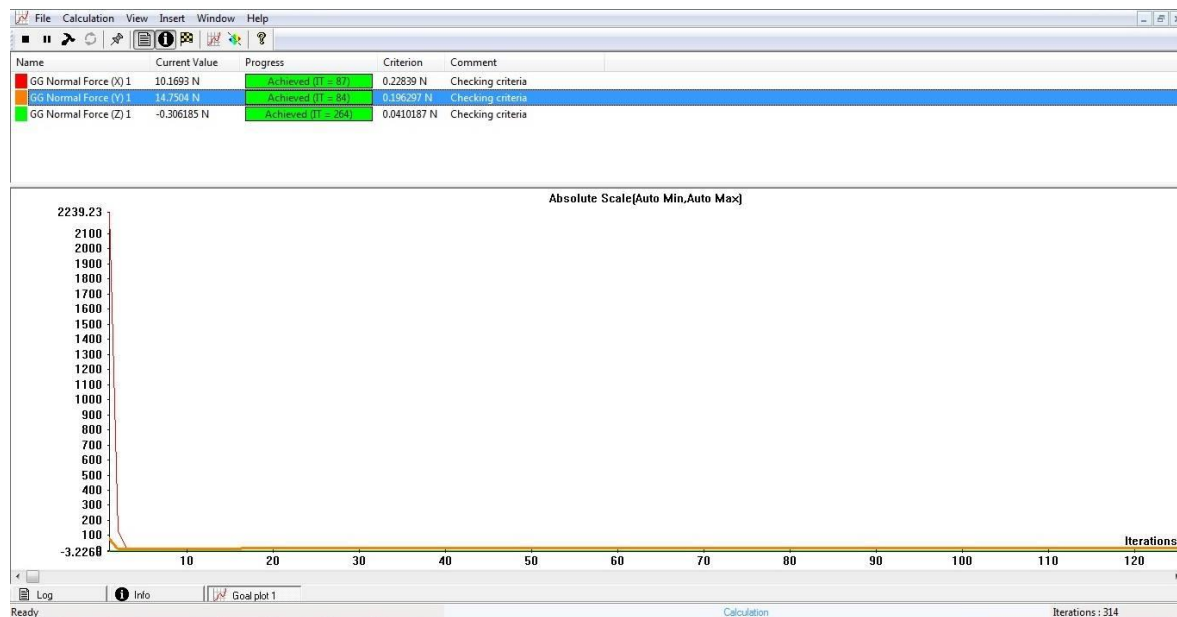 File Calculation View Insert Window Help
Name Current Value Progress Criterion Comment
GG Normal Force (X) 1 10.1693 N Achieved (IT = 87) 0.22839 N Checking criteria
GG Normal Force (Y) 1 14.7504 N Achieved (IT = 84) 0.196297 N Checking criteria
GG Normal Force (Z) 1 -0.306185 N Achieved (IT = 264) 0.0410187 N Checking criteria
Absolute Scale(Auto Min,Auto Max)
2239.23
2100
2000
1900
1800
1700
1600
1500
1400
1300
1200
1100
1000
900
800
700
600
500
400
300
200
100
Iterations
10 20 30 40 50 60 70 80 90 100 110 120
Log Info Goal plot 1
Ready Calculation Iterations : 314